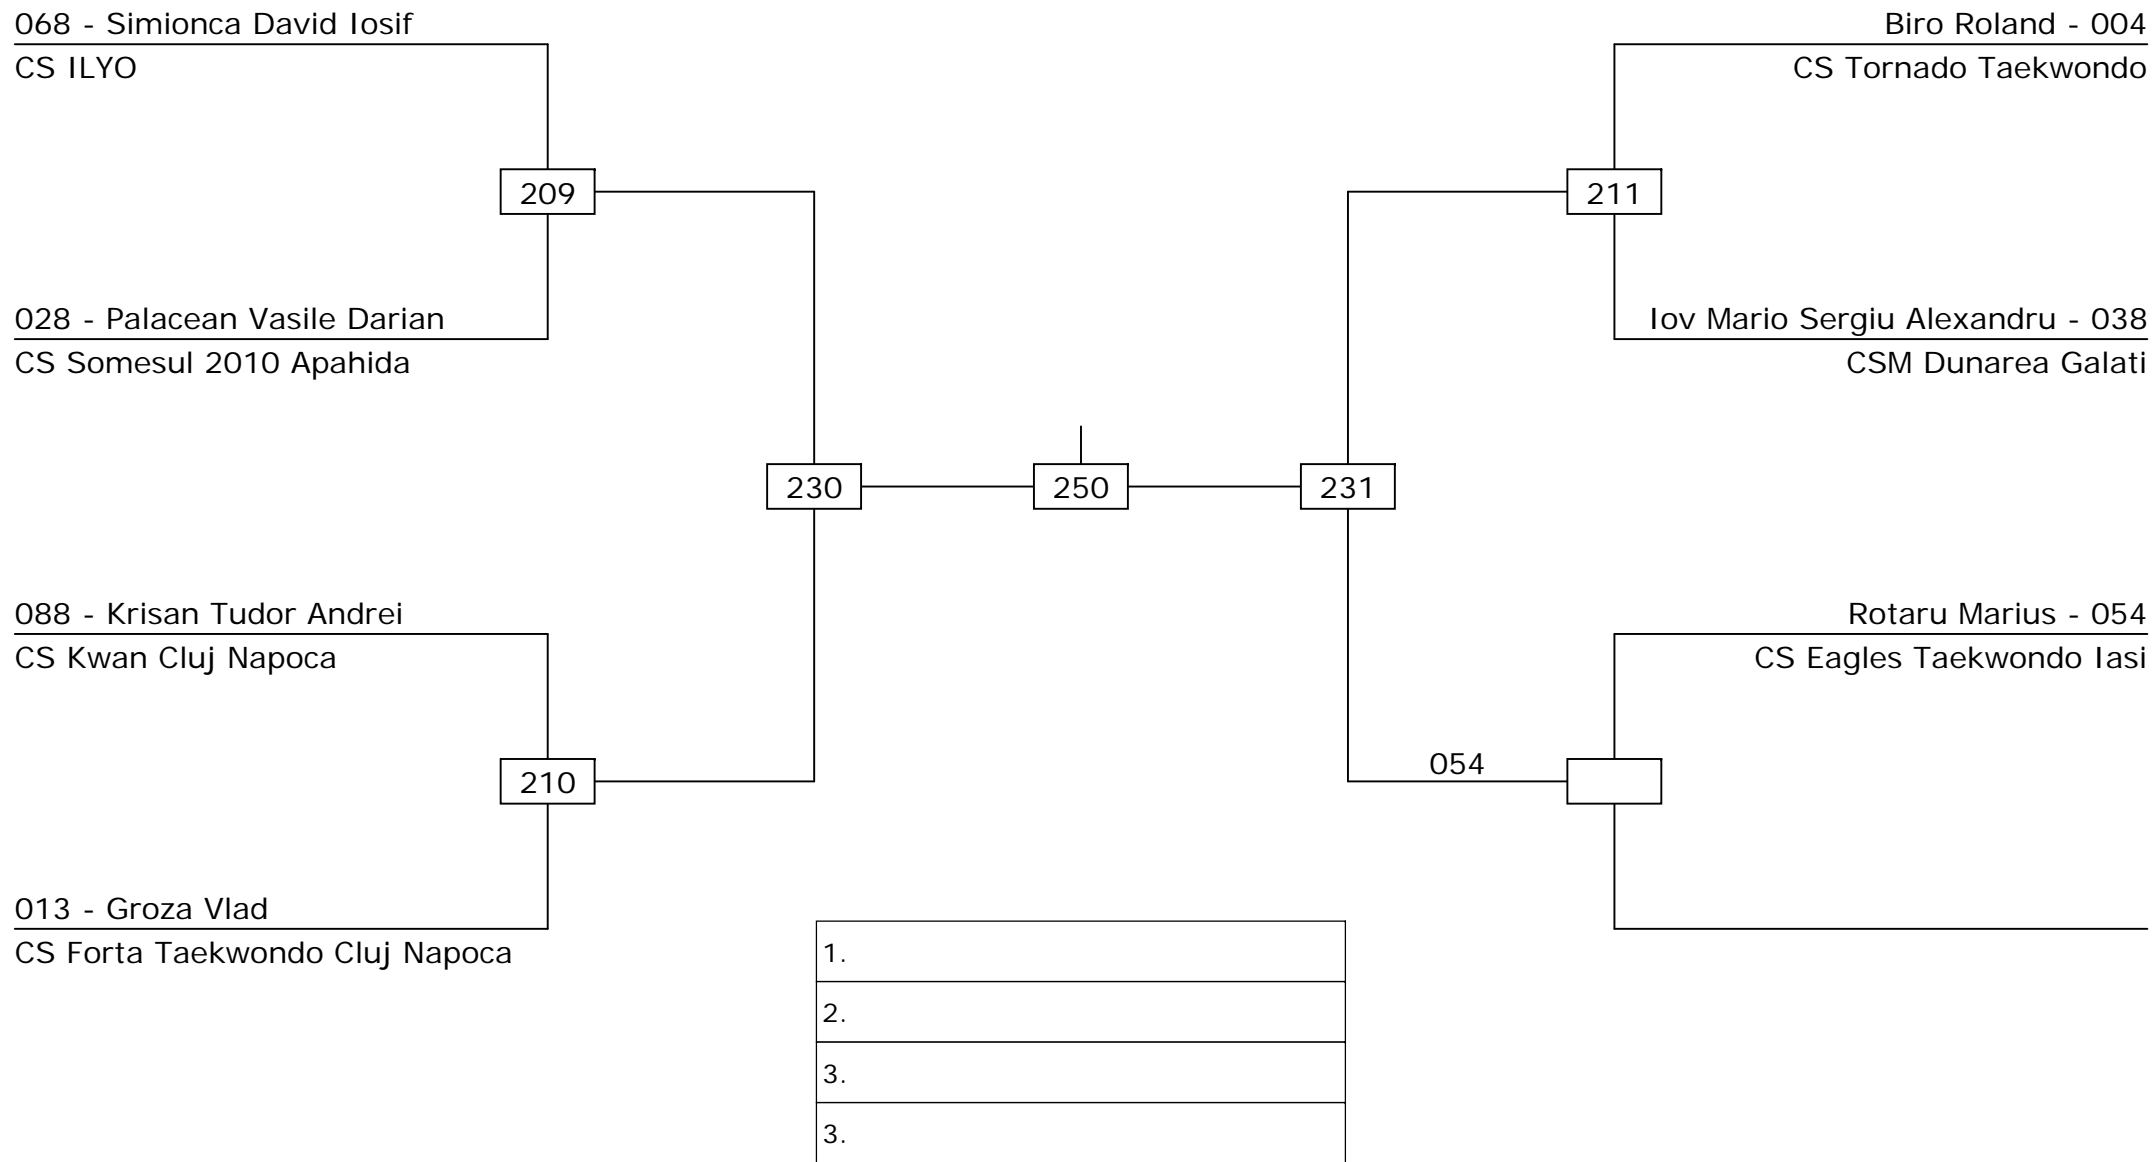 068 - Simionca David Iosif
CS ILYO
209
028 - Palacean Vasile Darian
CS Somesul 2010 Apahida
230
088 - Krisan Tudor Andrei
CS Kwan Cluj Napoca
210
013 - Groza Vlad
CS Forta Taekwondo Cluj Napoca
250
Biro Roland - 004
CS Tornado Taekwondo
211
Iov Mario Sergiu Alexandru - 038
CSM Dunarea Galati
231
Rotaru Marius - 054
CS Eagles Taekwondo Iasi
054
1.
2.
3.
3.